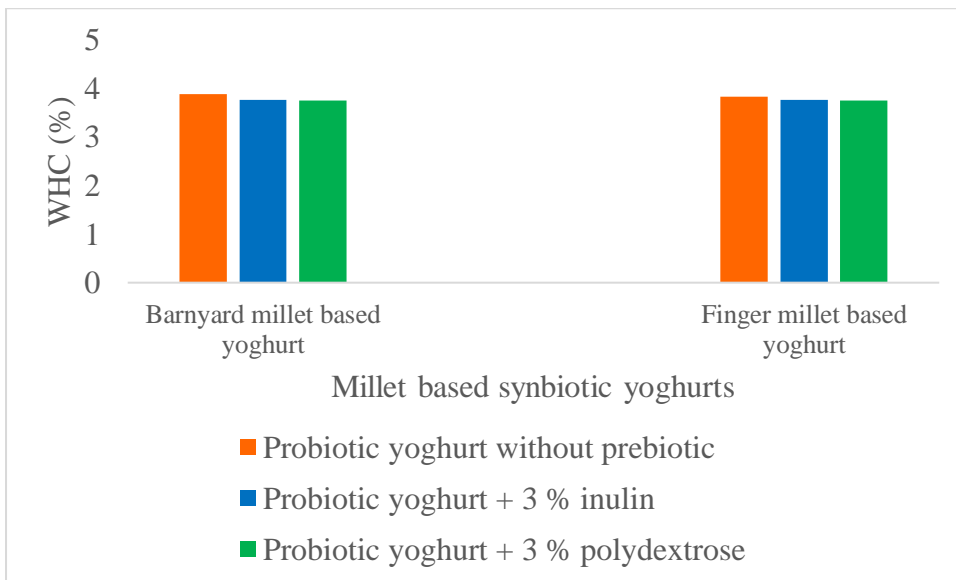 WHC (%)
5
4
3
2
1
0
Barnyard millet based
yoghurt
Finger millet based
yoghurt
Millet based synbiotic yoghurts
Probiotic yoghurt without prebiotic
Probiotic yoghurt + 3 % inulin
Probiotic yoghurt + 3 % polydextrose